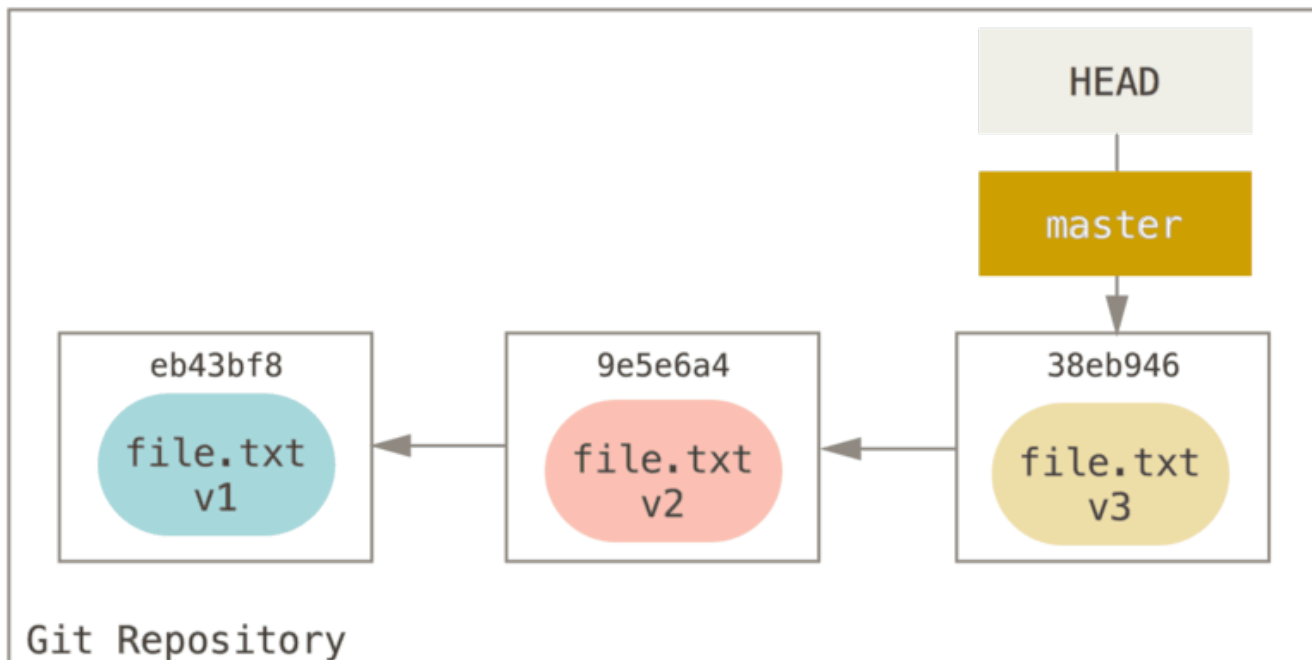 HEAD
master
eb43bf8
9e5e6a4
38eb946
file.txt
v1
file.txt
v2
file.txt
v3
Git Repository